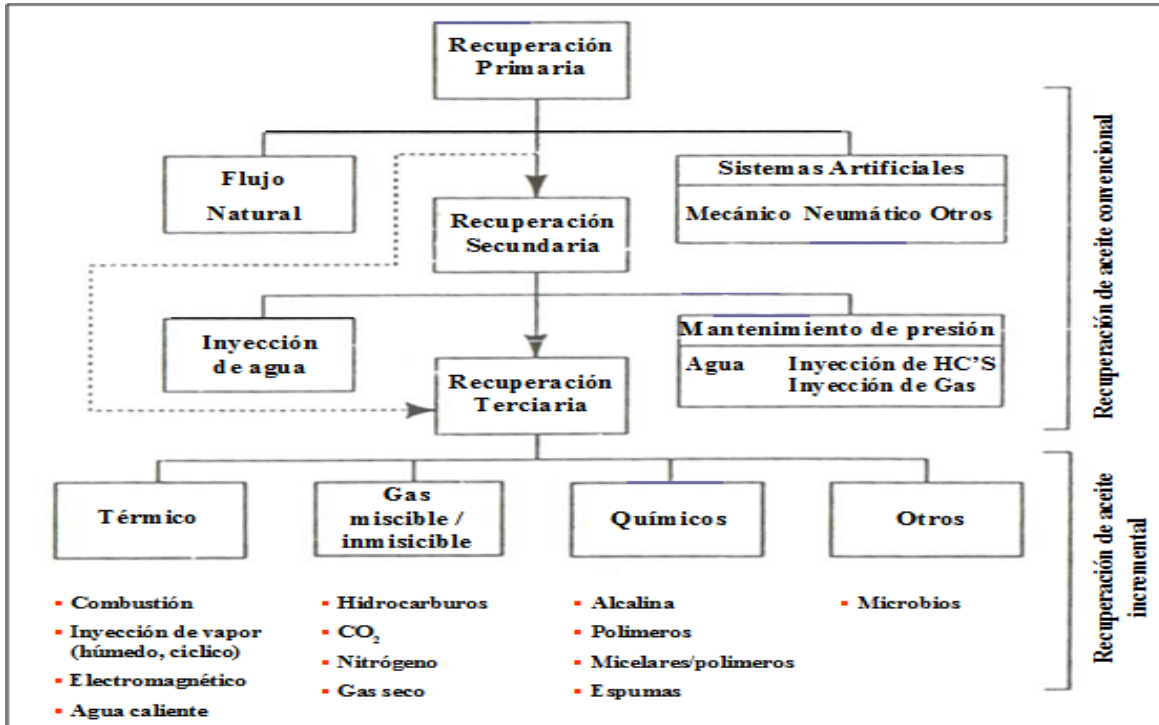 Recuperación
Primaria
Flujo
Natural
Sistemas Artificiales
Mecánico Neumático Otros
Recuperación
Secundaria
Inyección
de agua
Mantenimiento de presión
Agua Inyección de HC'S
Inyección de Gas
Recuperación
Terciaria
Recuperación de aceite convencional
Térmico
Gas
miscible /
inmisicible
Químicos
Otros
▪ Combustión
▪ Inyección de vapor
(húmedo, ciclico)
▪ Electromagnético
▪ Agua caliente
▪ Hidrocarburos
▪ CO₂
▪ Nitrógeno
▪ Gas seco
▪ Alcalina
▪ Polímeros
▪ Micelares/polimeros
▪ Espumas
▪ Microbios
Recuperación de aceite
incremental